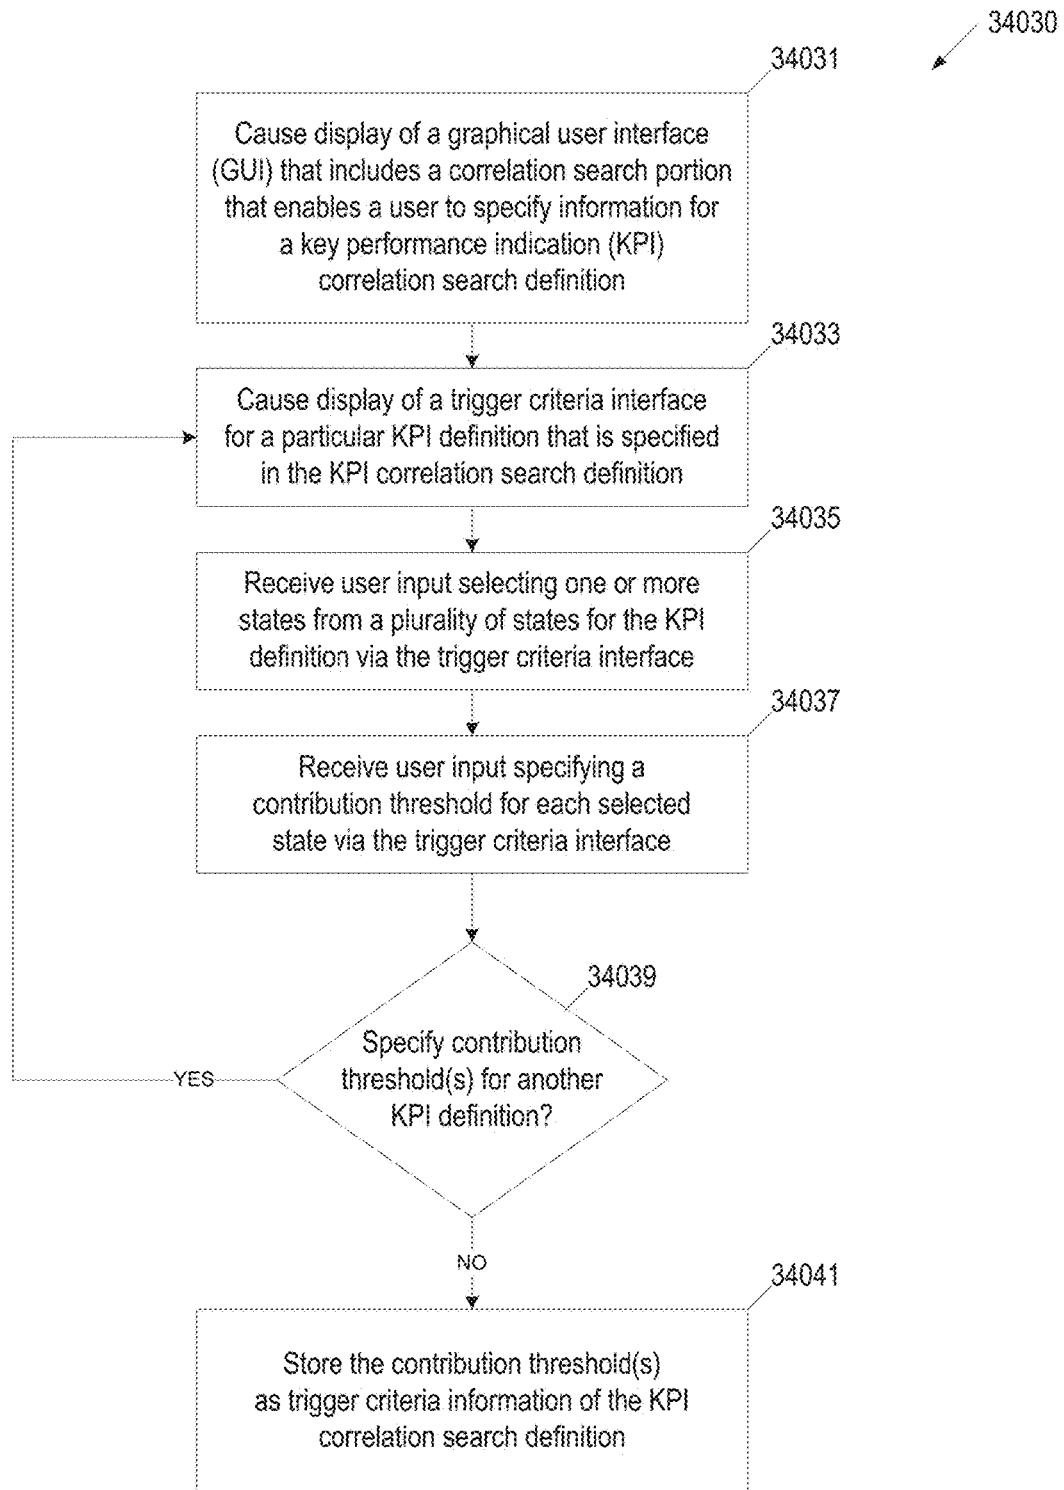 34030
34031
Cause display of a graphical user interface
(GUI) that includes a correlation search portion
that enables a user to specify information for
a key performance indication (KPI)
correlation search definition
34033
Cause display of a trigger criteria interface
for a particular KPI definition that is specified
in the KPI correlation search definition
34035
Receive user input selecting one or more
states from a plurality of states for the KPI
definition via the trigger criteria interface
34037
Receive user input specifying a
contribution threshold for each selected
state via the trigger criteria interface
34039
Specify contribution
threshold(s) for another
KPI definition?
YES
NO
34041
Store the contribution threshold(s)
as trigger criteria information of the KPI
correlation search definition